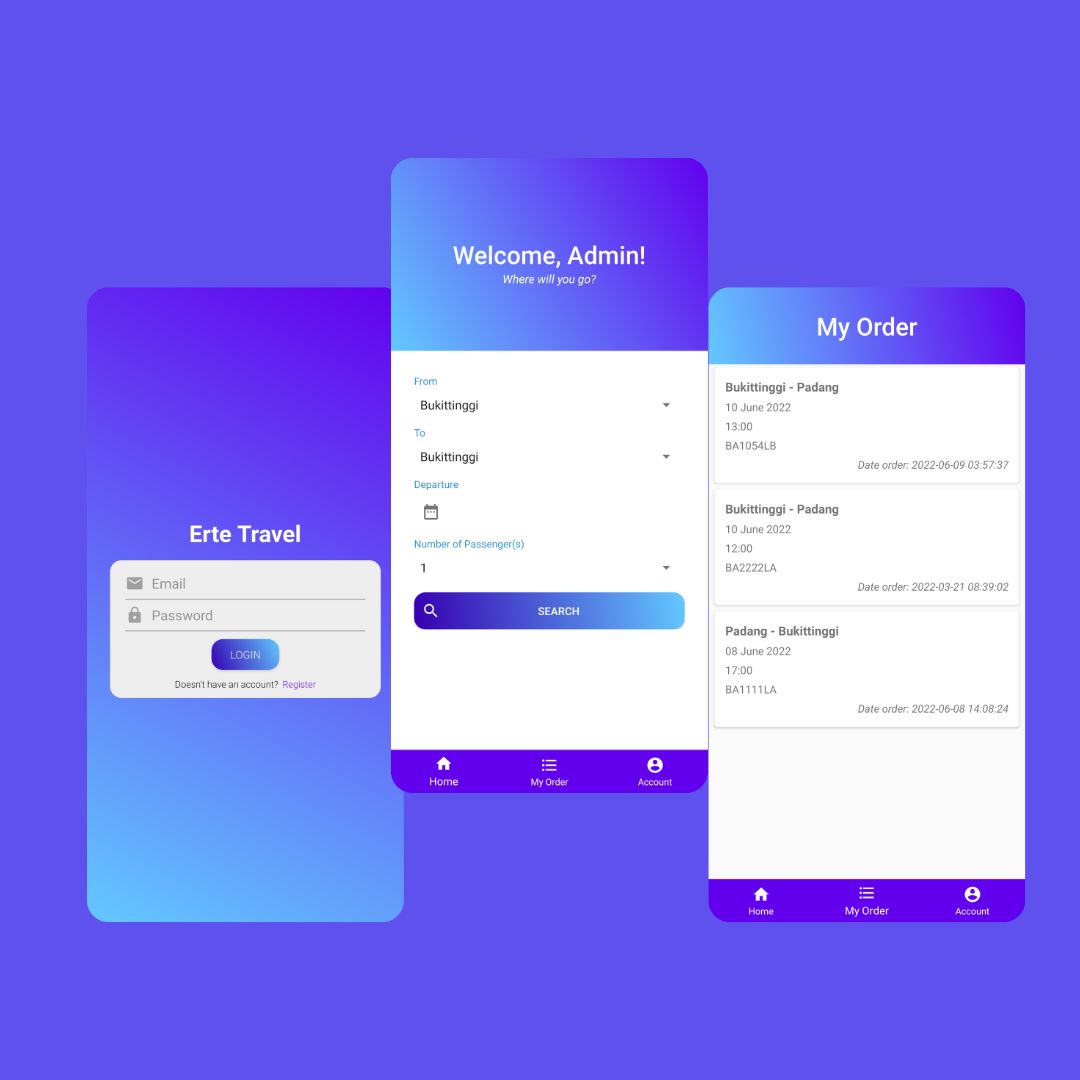 Erte Travel
Email
Password
LOGIN
Doesn't have an account? Register
Welcome, Admin!
Where will you go?
From
Bukittinggi
To
Bukittinggi
Departure
Number of Passenger(s)
1
SEARCH
Home My Order Account
My Order
Bukittinggi - Padang
10 June 2022
13:00
BA1054LB
Date order: 2022-06-09 03:57:37
Bukittinggi - Padang
10 June 2022
12:00
BA2222LA
Date order: 2022-03-21 08:39:02
Padang - Bukittinggi
08 June 2022
17:00
BA1111LA
Date order: 2022-06-08 14:08:24
Home My Order Account